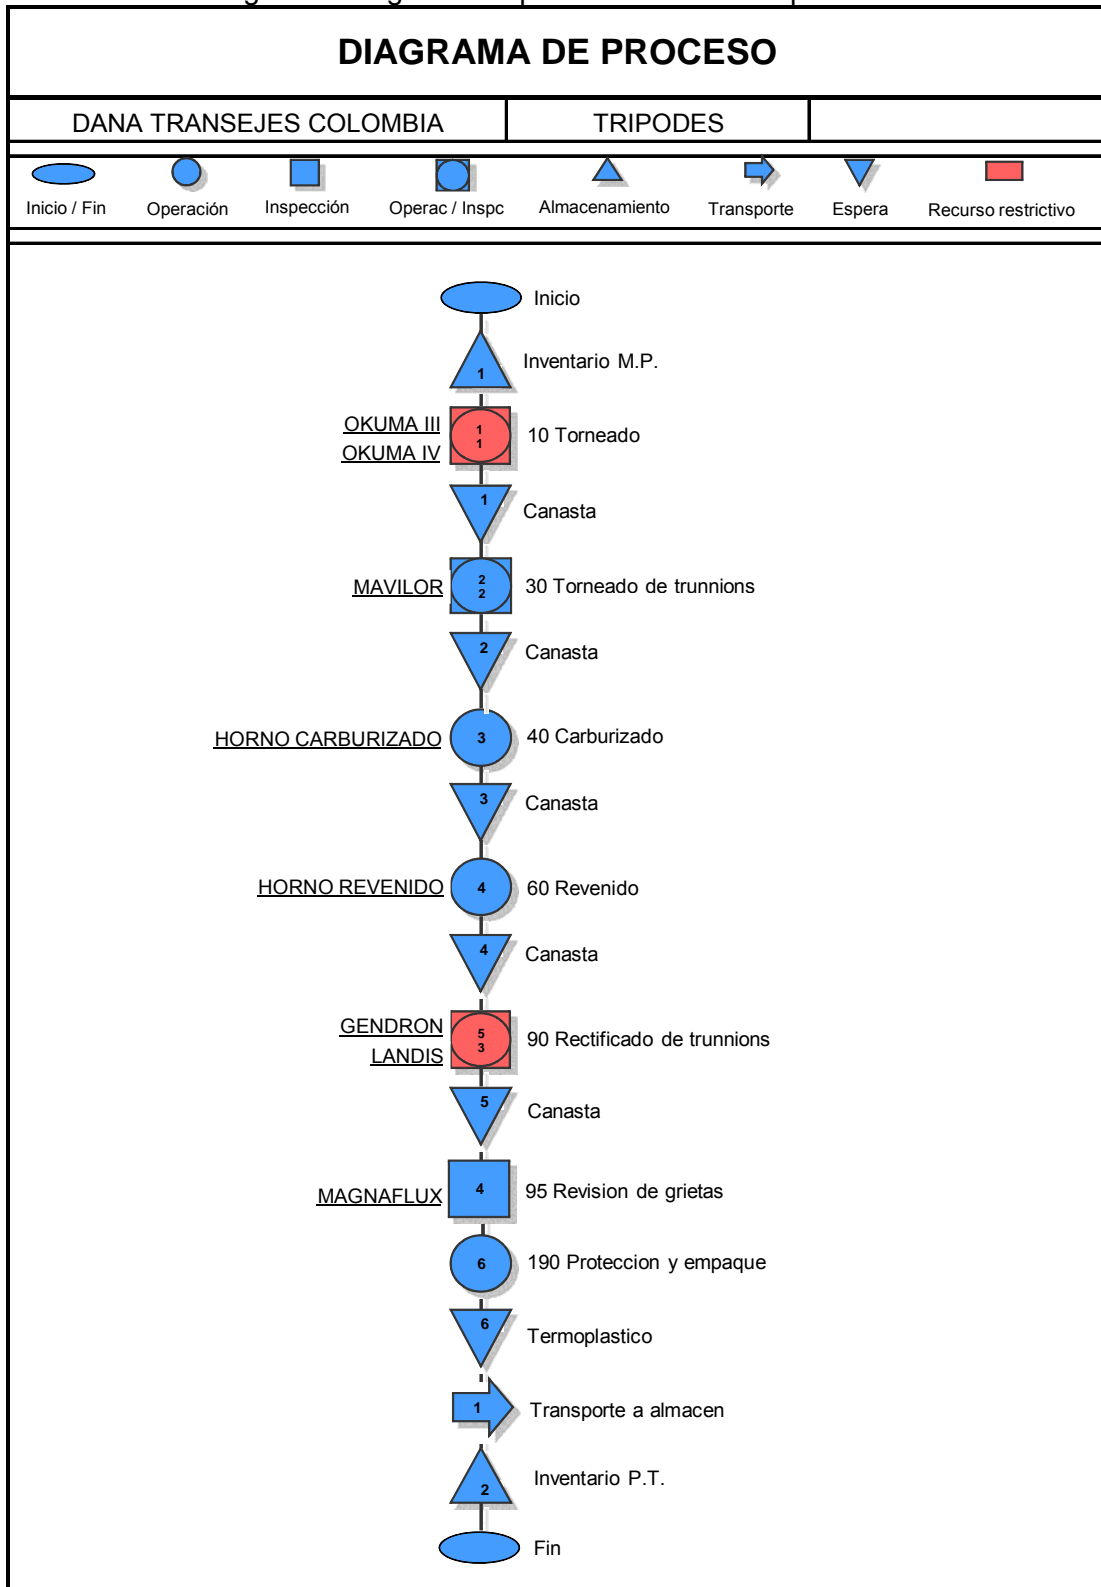 DIAGRAMA DE PROCESO
DANA TRANSEJES COLOMBIA TRIPODES
Inicio / Fin Operación Inspección Operac / Inspc Almacenamiento Transporte Espera Recurso restrictivo
Inicio
1 Inventario M.P.
OKUMA III
OKUMA IV
1
1
10 Torneado
1 Canasta
MAVILOR
2
2
30 Torneado de trunnions
2 Canasta
HORNO CARBURIZADO 3 40 Carburizado
3 Canasta
HORNO REVENIDO 4 60 Revenido
4 Canasta
GENDRON
LANDIS
5
3
90 Rectificado de trunnions
5 Canasta
MAGNAFLUX 4 95 Revision de grietas
6 190 Proteccion y empaque
6 Termoplastico
1 Transporte a almacen
2 Inventario P.T.
Fin